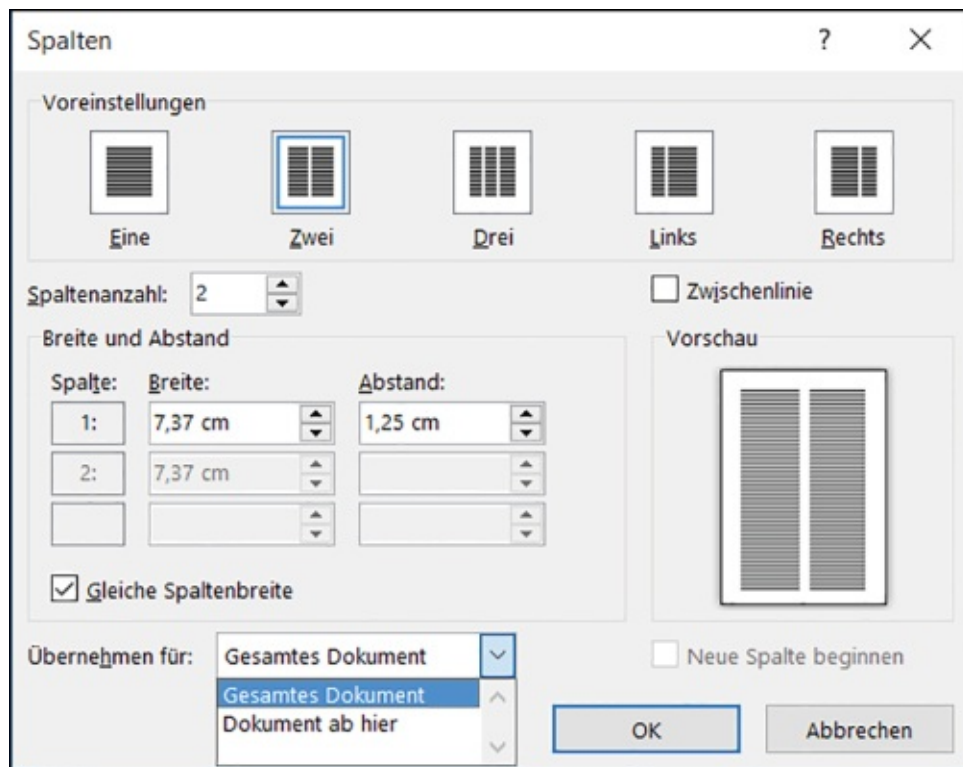 Spalten ?
Voreinstellungen
Eine Zwei Drei Links Rechts
Spaltenanzahl: 2 Zwischenlinie
Breite und Abstand Vorschau
Spalte: Breite: Abstand:
1: 7,37 cm 1,25 cm
2: 7,37 cm
Gleiche Spaltenbreite
Übernehmen für: Gesamtes Dokument Neue Spalte beginnen
Gesamtes Dokument
Dokument ab hier
OK Abbrechen